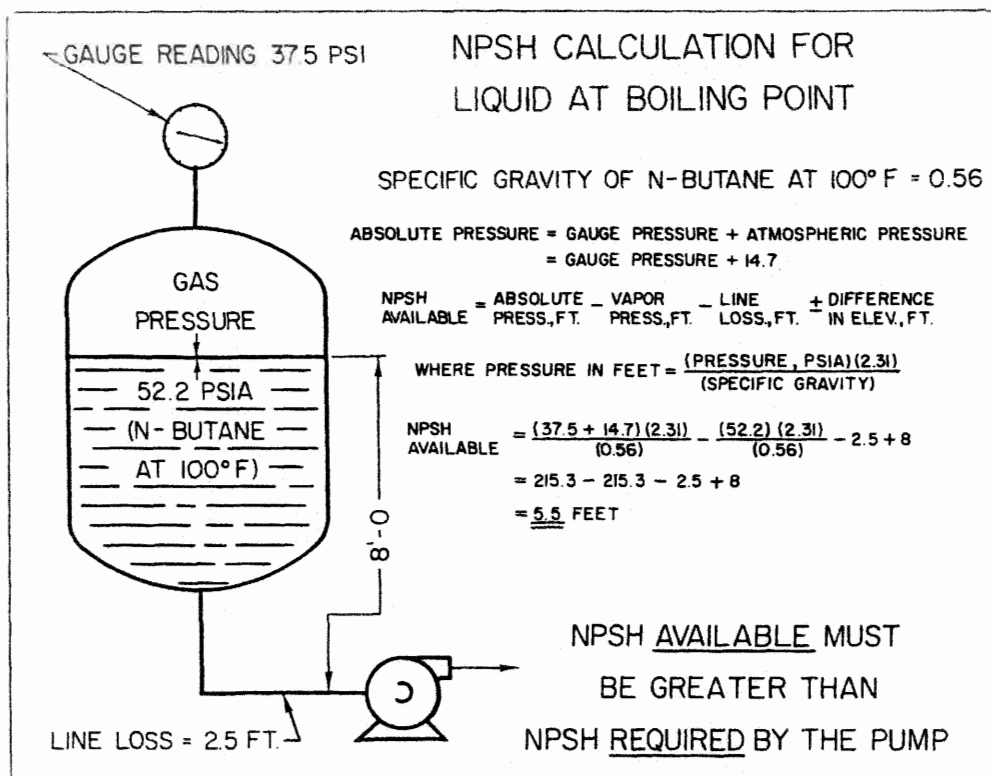 GAUGE READING 37.5 PSI
NPSH CALCULATION FOR
LIQUID AT BOILING POINT
SPECIFIC GRAVITY OF N-BUTANE AT 100° F = 0.56
ABSOLUTE PRESSURE = GAUGE PRESSURE + ATMOSPHERIC PRESSURE
= GAUGE PRESSURE + 14.7
NPSH AVAILABLE = ABSOLUTE PRESS.,FT. – VAPOR PRESS.,FT. – LINE LOSS.,FT. ± DIFFERENCE IN ELEV., FT.
WHERE PRESSURE IN FEET = (PRESSURE, PSIA)(2.31) / (SPECIFIC GRAVITY)
NPSH AVAILABLE = (37.5 + 14.7)(2.31) / (0.56) – (52.2)(2.31) / (0.56) – 2.5 + 8
= 215.3 – 215.3 – 2.5 + 8
= 5.5 FEET
GAS
PRESSURE
52.2 PSIA
(N-BUTANE
AT 100°F)
8'-0
LINE LOSS = 2.5 FT.
NPSH AVAILABLE MUST
BE GREATER THAN
NPSH REQUIRED BY THE PUMP